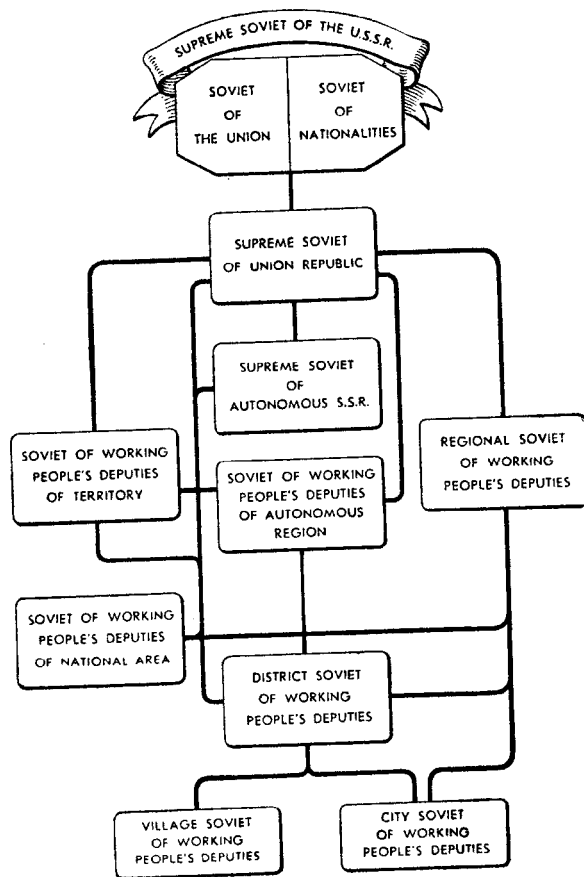 SUPREME SOVIET OF THE U.S.S.R.
SOVIET
OF
THE UNION
SOVIET
OF
NATIONALITIES
SUPREME SOVIET
OF UNION REPUBLIC
SUPREME SOVIET
OF
AUTONOMOUS S.S.R.
SOVIET OF WORKING
PEOPLE'S DEPUTIES
OF TERRITORY
SOVIET OF WORKING
PEOPLE'S DEPUTIES
OF AUTONOMOUS
REGION
REGIONAL SOVIET
OF WORKING
PEOPLE'S DEPUTIES
SOVIET OF WORKING
PEOPLE'S DEPUTIES
OF NATIONAL AREA
DISTRICT SOVIET
OF WORKING
PEOPLE'S DEPUTIES
VILLAGE SOVIET
OF WORKING
PEOPLE'S DEPUTIES
CITY SOVIET
OF WORKING
PEOPLE'S DEPUTIES